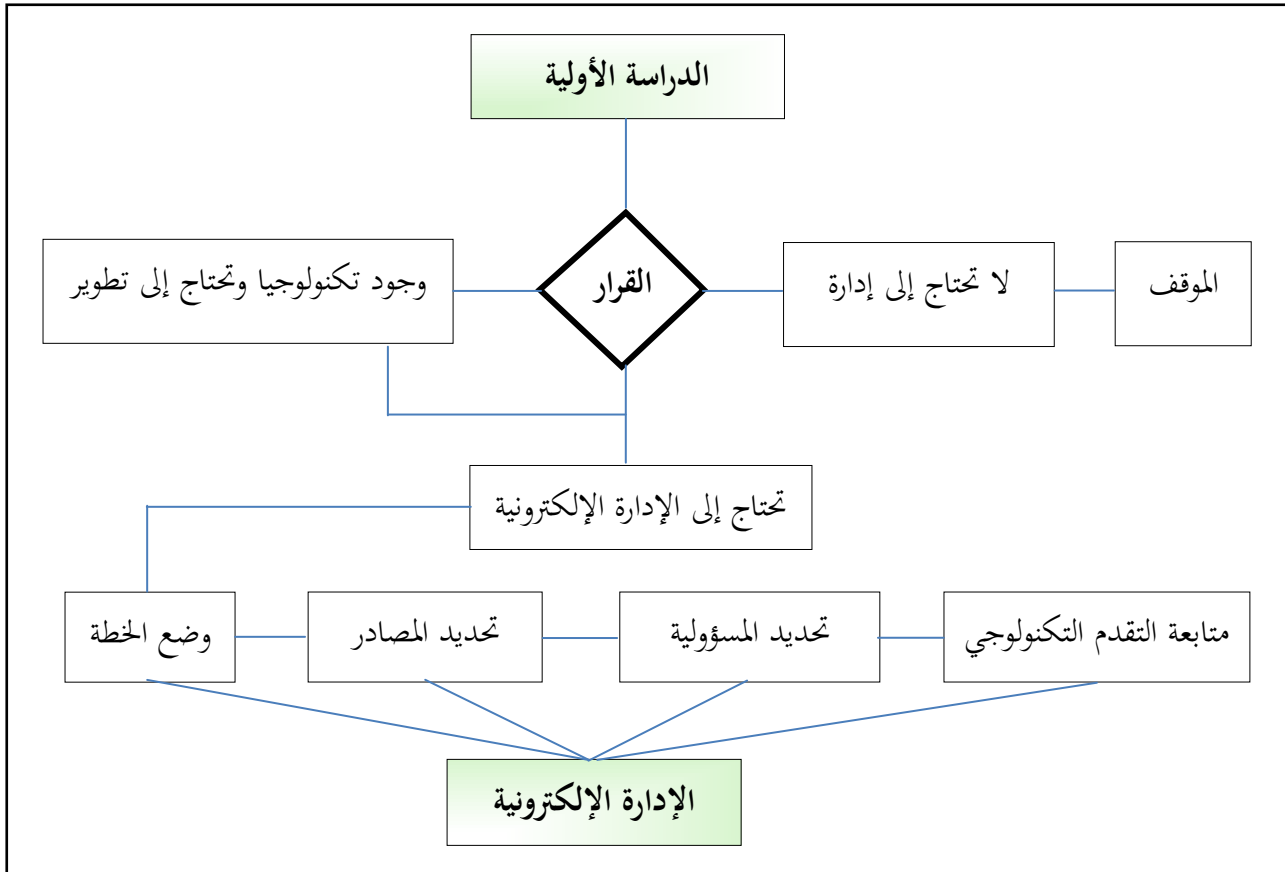 الدراسة الأولية
القرار
لا تحتاج إلى إدارة
الموقف
وجود تكنولوجيا وتحتاج إلى تطوير
تحتاج إلى الإدارة الإلكترونية
وضع الخطة
تحديد المصادر
تحديد المسؤولية
متابعة التقدم التكنولوجي
الإدارة الإلكترونية